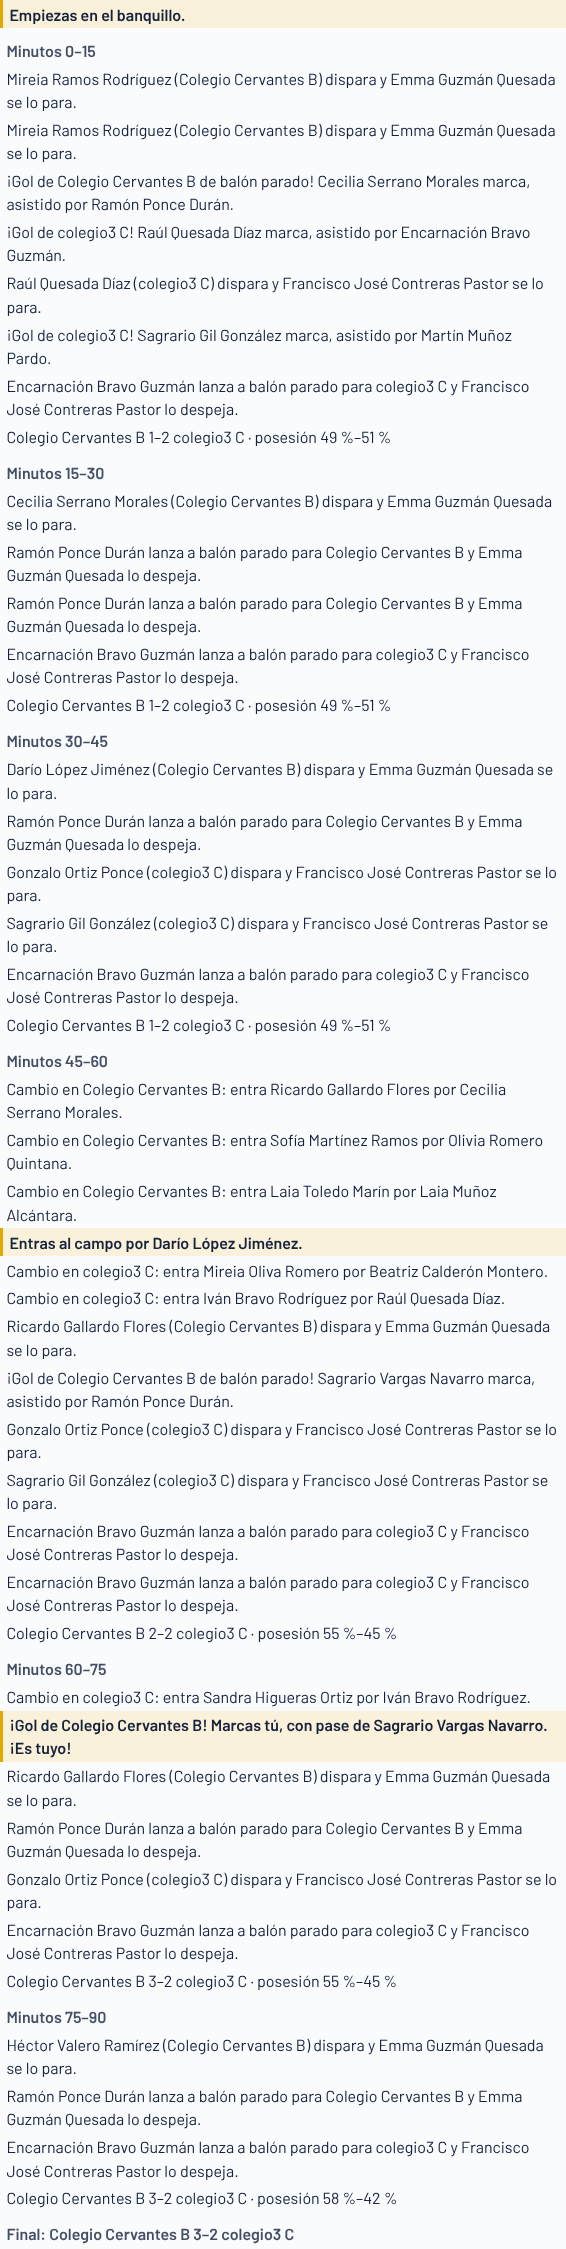 Empiezas en el banquillo.
Minutos 0–15
Mireia Ramos Rodríguez (Colegio Cervantes B) dispara y Emma Guzmán Quesada
se lo para.
Mireia Ramos Rodríguez (Colegio Cervantes B) dispara y Emma Guzmán Quesada
se lo para.
¡Gol de Colegio Cervantes B de balón parado! Cecilia Serrano Morales marca,
asistido por Ramón Ponce Durán.
¡Gol de colegio3 C! Raúl Quesada Díaz marca, asistido por Encarnación Bravo
Guzmán.
Raúl Quesada Díaz (colegio3 C) dispara y Francisco José Contreras Pastor se lo
para.
¡Gol de colegio3 C! Sagrario Gil González marca, asistido por Martín Muñoz
Pardo.
Encarnación Bravo Guzmán lanza a balón parado para colegio3 C y Francisco
José Contreras Pastor lo despeja.
Colegio Cervantes B 1–2 colegio3 C · posesión 49 %–51 %
Minutos 15–30
Cecilia Serrano Morales (Colegio Cervantes B) dispara y Emma Guzmán Quesada
se lo para.
Ramón Ponce Durán lanza a balón parado para Colegio Cervantes B y Emma
Guzmán Quesada lo despeja.
Ramón Ponce Durán lanza a balón parado para Colegio Cervantes B y Emma
Guzmán Quesada lo despeja.
Encarnación Bravo Guzmán lanza a balón parado para colegio3 C y Francisco
José Contreras Pastor lo despeja.
Colegio Cervantes B 1–2 colegio3 C · posesión 49 %–51 %
Minutos 30–45
Darío López Jiménez (Colegio Cervantes B) dispara y Emma Guzmán Quesada se
lo para.
Ramón Ponce Durán lanza a balón parado para Colegio Cervantes B y Emma
Guzmán Quesada lo despeja.
Gonzalo Ortiz Ponce (colegio3 C) dispara y Francisco José Contreras Pastor se lo
para.
Sagrario Gil González (colegio3 C) dispara y Francisco José Contreras Pastor se
lo para.
Encarnación Bravo Guzmán lanza a balón parado para colegio3 C y Francisco
José Contreras Pastor lo despeja.
Colegio Cervantes B 1–2 colegio3 C · posesión 49 %–51 %
Minutos 45–60
Cambio en Colegio Cervantes B: entra Ricardo Gallardo Flores por Cecilia
Serrano Morales.
Cambio en Colegio Cervantes B: entra Sofía Martínez Ramos por Olivia Romero
Quintana.
Cambio en Colegio Cervantes B: entra Laia Toledo Marín por Laia Muñoz
Alcántara.
Entras al campo por Darío López Jiménez.
Cambio en colegio3 C: entra Mireia Oliva Romero por Beatriz Calderón Montero.
Cambio en colegio3 C: entra Iván Bravo Rodríguez por Raúl Quesada Díaz.
Ricardo Gallardo Flores (Colegio Cervantes B) dispara y Emma Guzmán Quesada
se lo para.
¡Gol de Colegio Cervantes B de balón parado! Sagrario Vargas Navarro marca,
asistido por Ramón Ponce Durán.
Gonzalo Ortiz Ponce (colegio3 C) dispara y Francisco José Contreras Pastor se lo
para.
Sagrario Gil González (colegio3 C) dispara y Francisco José Contreras Pastor se
lo para.
Encarnación Bravo Guzmán lanza a balón parado para colegio3 C y Francisco
José Contreras Pastor lo despeja.
Encarnación Bravo Guzmán lanza a balón parado para colegio3 C y Francisco
José Contreras Pastor lo despeja.
Colegio Cervantes B 2–2 colegio3 C · posesión 55 %–45 %
Minutos 60–75
Cambio en colegio3 C: entra Sandra Higueras Ortiz por Iván Bravo Rodríguez.
¡Gol de Colegio Cervantes B! Marcas tú, con pase de Sagrario Vargas Navarro.
¡Es tuyo!
Ricardo Gallardo Flores (Colegio Cervantes B) dispara y Emma Guzmán Quesada
se lo para.
Ramón Ponce Durán lanza a balón parado para Colegio Cervantes B y Emma
Guzmán Quesada lo despeja.
Gonzalo Ortiz Ponce (colegio3 C) dispara y Francisco José Contreras Pastor se lo
para.
Encarnación Bravo Guzmán lanza a balón parado para colegio3 C y Francisco
José Contreras Pastor lo despeja.
Colegio Cervantes B 3–2 colegio3 C · posesión 55 %–45 %
Minutos 75–90
Héctor Valero Ramírez (Colegio Cervantes B) dispara y Emma Guzmán Quesada
se lo para.
Ramón Ponce Durán lanza a balón parado para Colegio Cervantes B y Emma
Guzmán Quesada lo despeja.
Encarnación Bravo Guzmán lanza a balón parado para colegio3 C y Francisco
José Contreras Pastor lo despeja.
Colegio Cervantes B 3–2 colegio3 C · posesión 58 %–42 %
Final: Colegio Cervantes B 3–2 colegio3 C